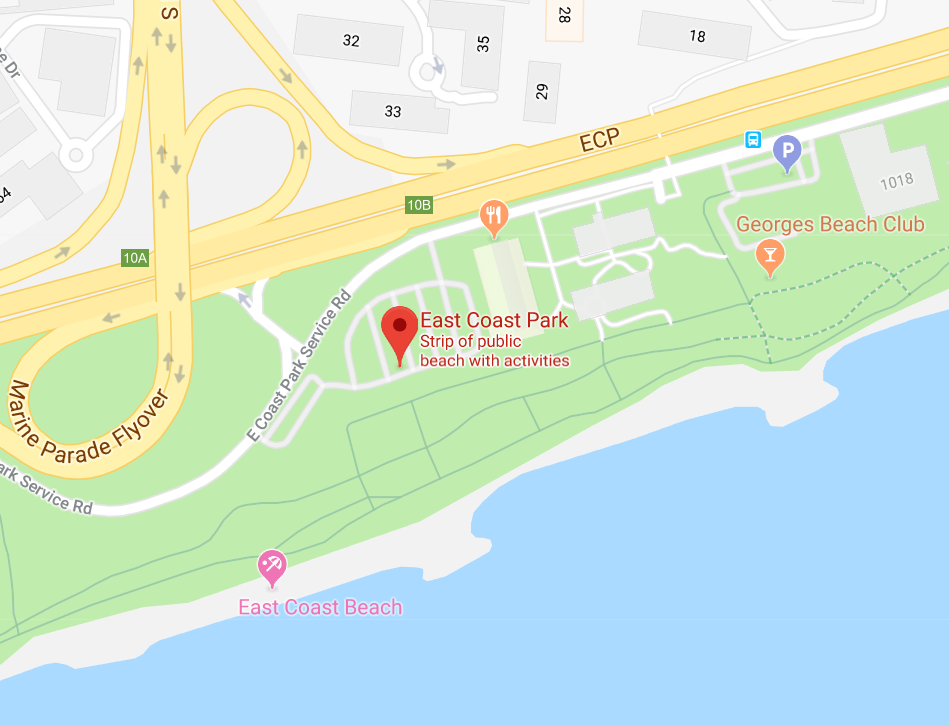 S
28
32
35
18
e Dr
29
33
ECP
P
34
1018
10B
Georges Beach Club
10A
East Coast Park
Strip of public
beach with activities
E Coast Park Service Rd
Marine Parade Flyover
ark Service Rd
East Coast Beach